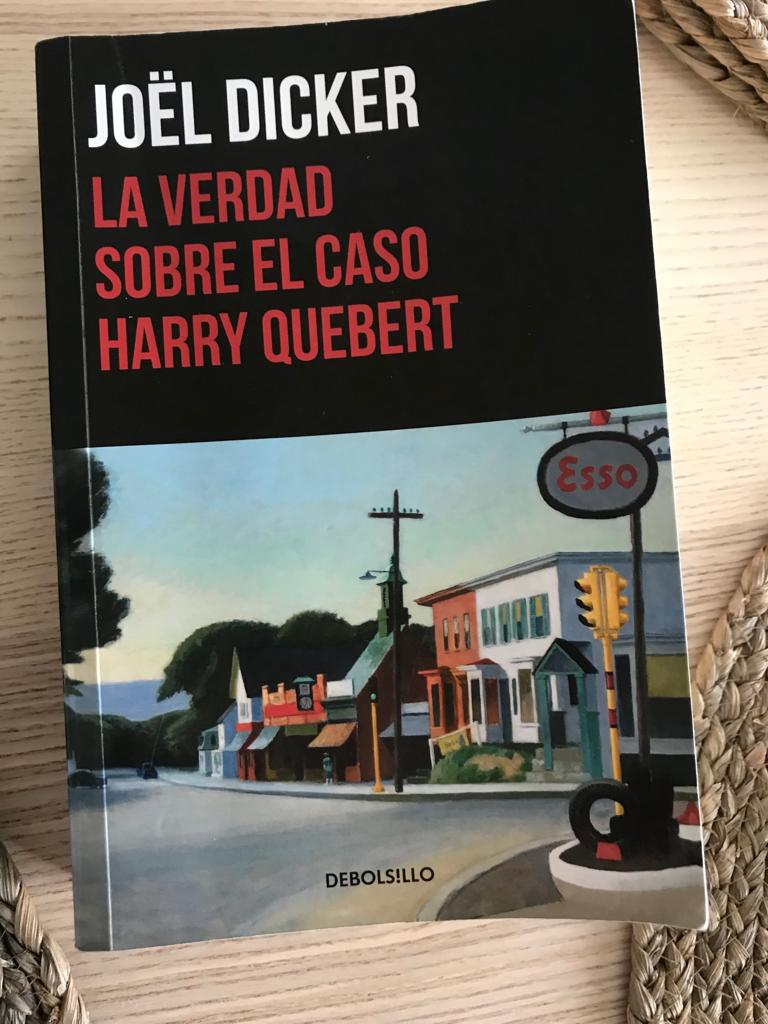 JOËL DICKER
LA VERDAD
SOBRE EL CASO
HARRY QUEBERT
Esso
DEBOLS!LLO